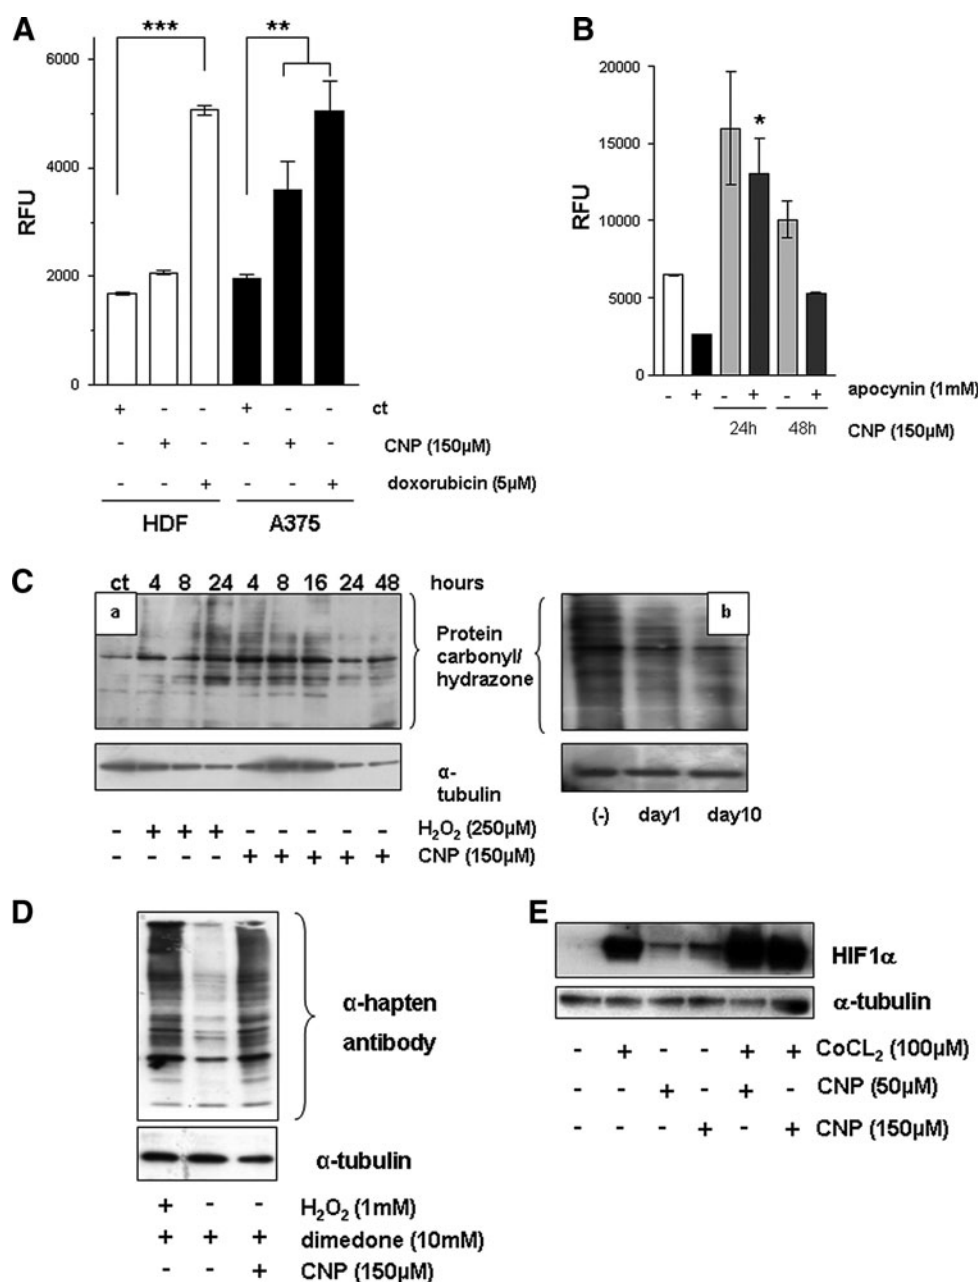 A
***
**
6000
4000
2000
0
RFU
+ - - + - - ct
- + - - + - CNP (150µM)
- - + - - + doxorubicin (5µM)
HDF A375
B
20000
15000
10000
5000
0
RFU
*
- + - + - + apocynin (1mM)
24h 48h CNP (150µM)
C
ct 4 8 24 4 8 16 24 48 hours
a
Protein
carbonyl/
hydrazone
b
α-
tubulin
(-) day1 day10
- + + + - - - - - H₂O₂ (250µM)
- - - - + + + + + CNP (150µM)
D
α-hapten
antibody
α-tubulin
+ - - H₂O₂ (1mM)
+ + + dimedone (10mM)
- - + CNP (150µM)
E
HIF1α
α-tubulin
- + - - + + CoCL₂ (100µM)
- - + - + - CNP (50µM)
- - - + - + CNP (150µM)